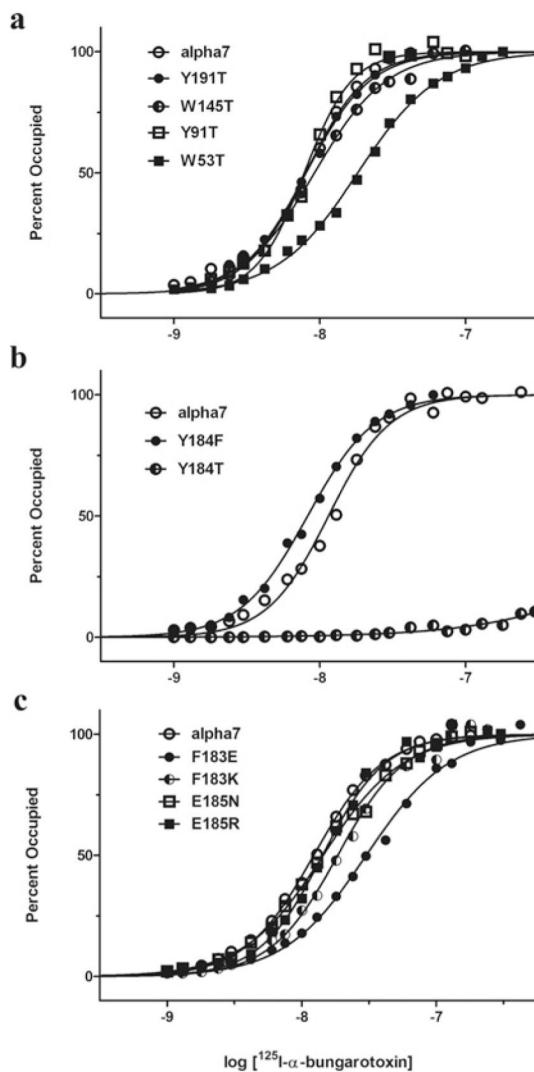 a
alpha7
Y191T
W145T
Y91T
W53T
Percent Occupied
100
50
0
-9
-8
-7
b
alpha7
Y184F
Y184T
Percent Occupied
100
50
0
-9
-8
-7
c
alpha7
F183E
F183K
E185N
E185R
Percent Occupied
100
50
0
-9
-8
-7
log [¹²⁵I-α-bungarotoxin]